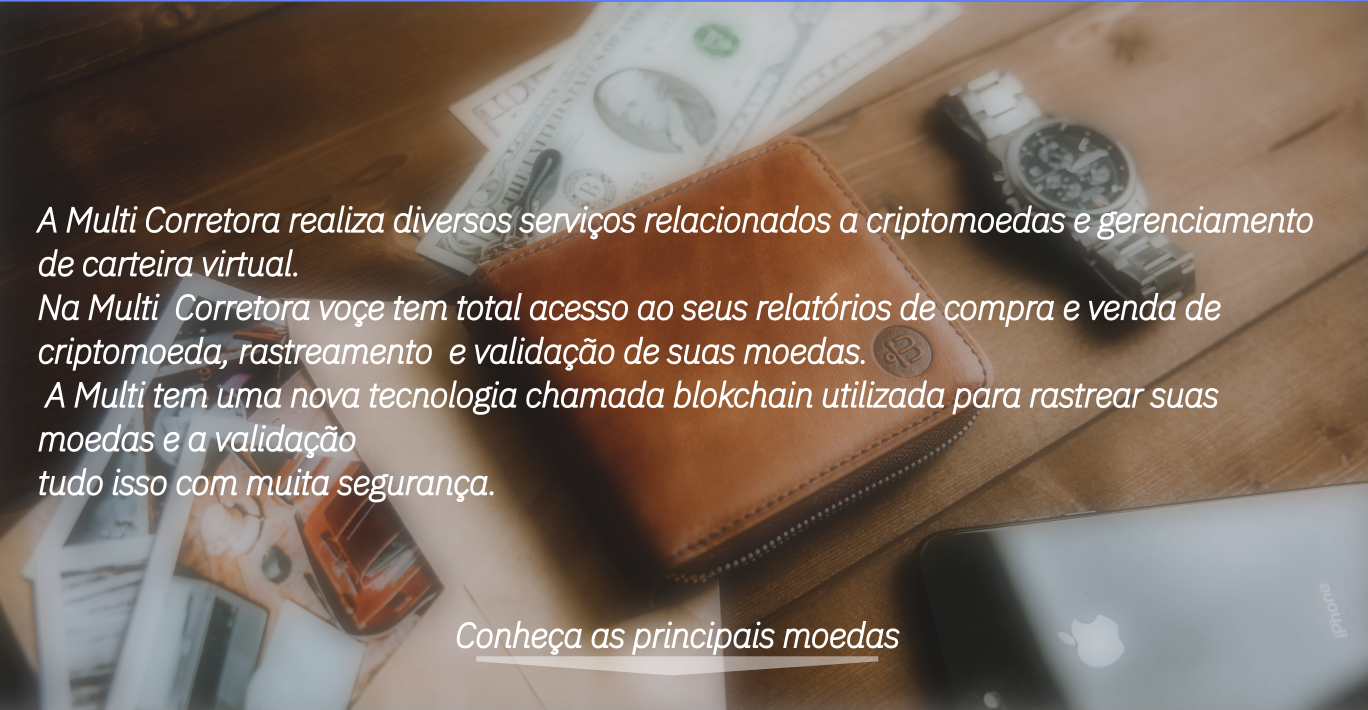 A Multi Corretora realiza diversos serviços relacionados a criptomoedas e gerenciamento
de carteira virtual.
Na Multi  Corretora voçe tem total acesso ao seus relatórios de compra e venda de
criptomoeda, rastreamento  e validação de suas moedas.
A Multi tem uma nova tecnologia chamada blokchain utilizada para rastrear suas
moedas e a validação
tudo isso com muita segurança.
Conheça as principais moedas
iPhone